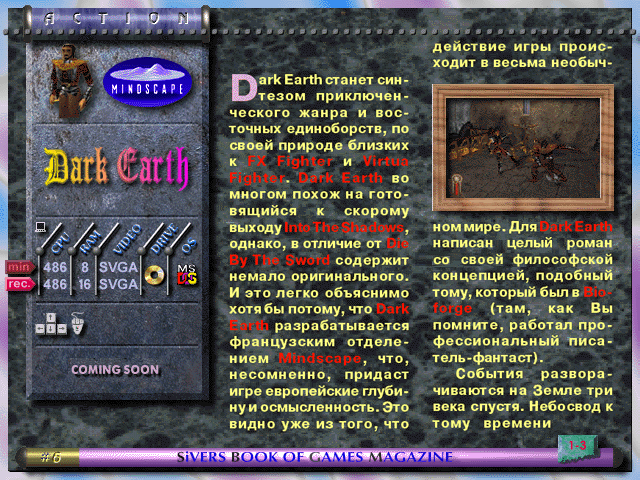 ACTION
MINDSCAPE
Dark Earth
CPU RAM VIDEO DRIVE OS
min 486 8 SVGA MS
rec. 486 16 SVGA DOS
COMING SOON
Dark Earth станет син-
тезом приключен-
ческого жанра и вос-
точных единоборств, по
своей природе близких
к FX Fighter и Virtua
Fighter. Dark Earth во
многом похож на гото-
вящийся к скорому
выходу Into The Shadows,
однако, в отличие от Die
By The Sword содержит
немало оригинального.
И это легко объяснимо
хотя бы потому, что Dark
Earth разрабатывается
французским отделе-
нием Mindscape, что,
несомненно, придаст
игре европейские глуби-
ну и осмысленность. Это
видно уже из того, что
действие игры проис-
ходит в весьма необыч-
ном мире. Для Dark Earth
написан целый роман
со своей философской
концепцией, подобный
тому, который был в Bio-
forge (там, как Вы
помните, работал про-
фессиональный писа-
тель-фантаст).
События развора-
чиваются на Земле три
века спустя. Небосвод к
тому времени
#6
SiVERS BOOK OF GAMES MAGAZINE
1-3